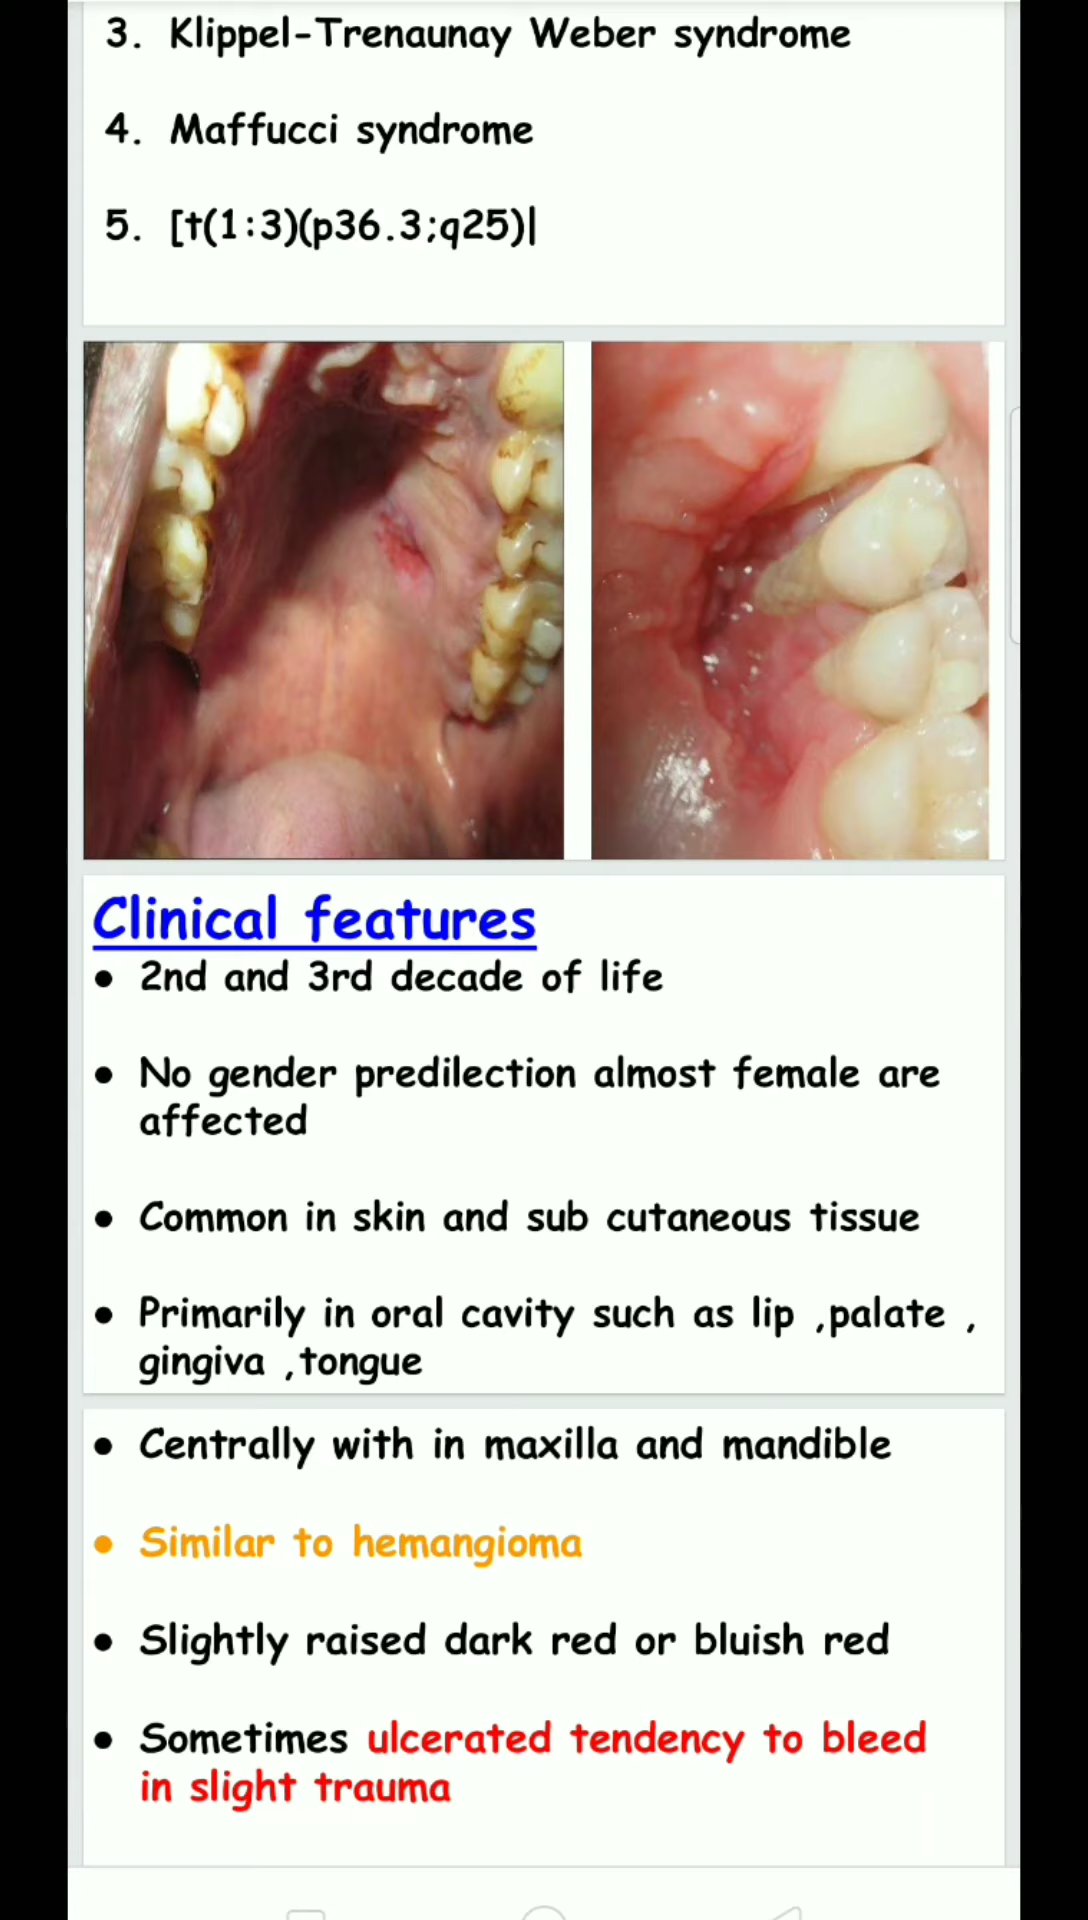 3. Klippel-Trenaunay Weber syndrome
4. Maffucci syndrome
5. [t(1:3)(p36.3;q25)|
Clinical features
● 2nd and 3rd decade of life
● No gender predilection almost female are
affected
● Common in skin and sub cutaneous tissue
● Primarily in oral cavity such as lip ,palate ,
gingiva ,tongue
● Centrally with in maxilla and mandible
● Similar to hemangioma
● Slightly raised dark red or bluish red
● Sometimes ulcerated tendency to bleed
in slight trauma